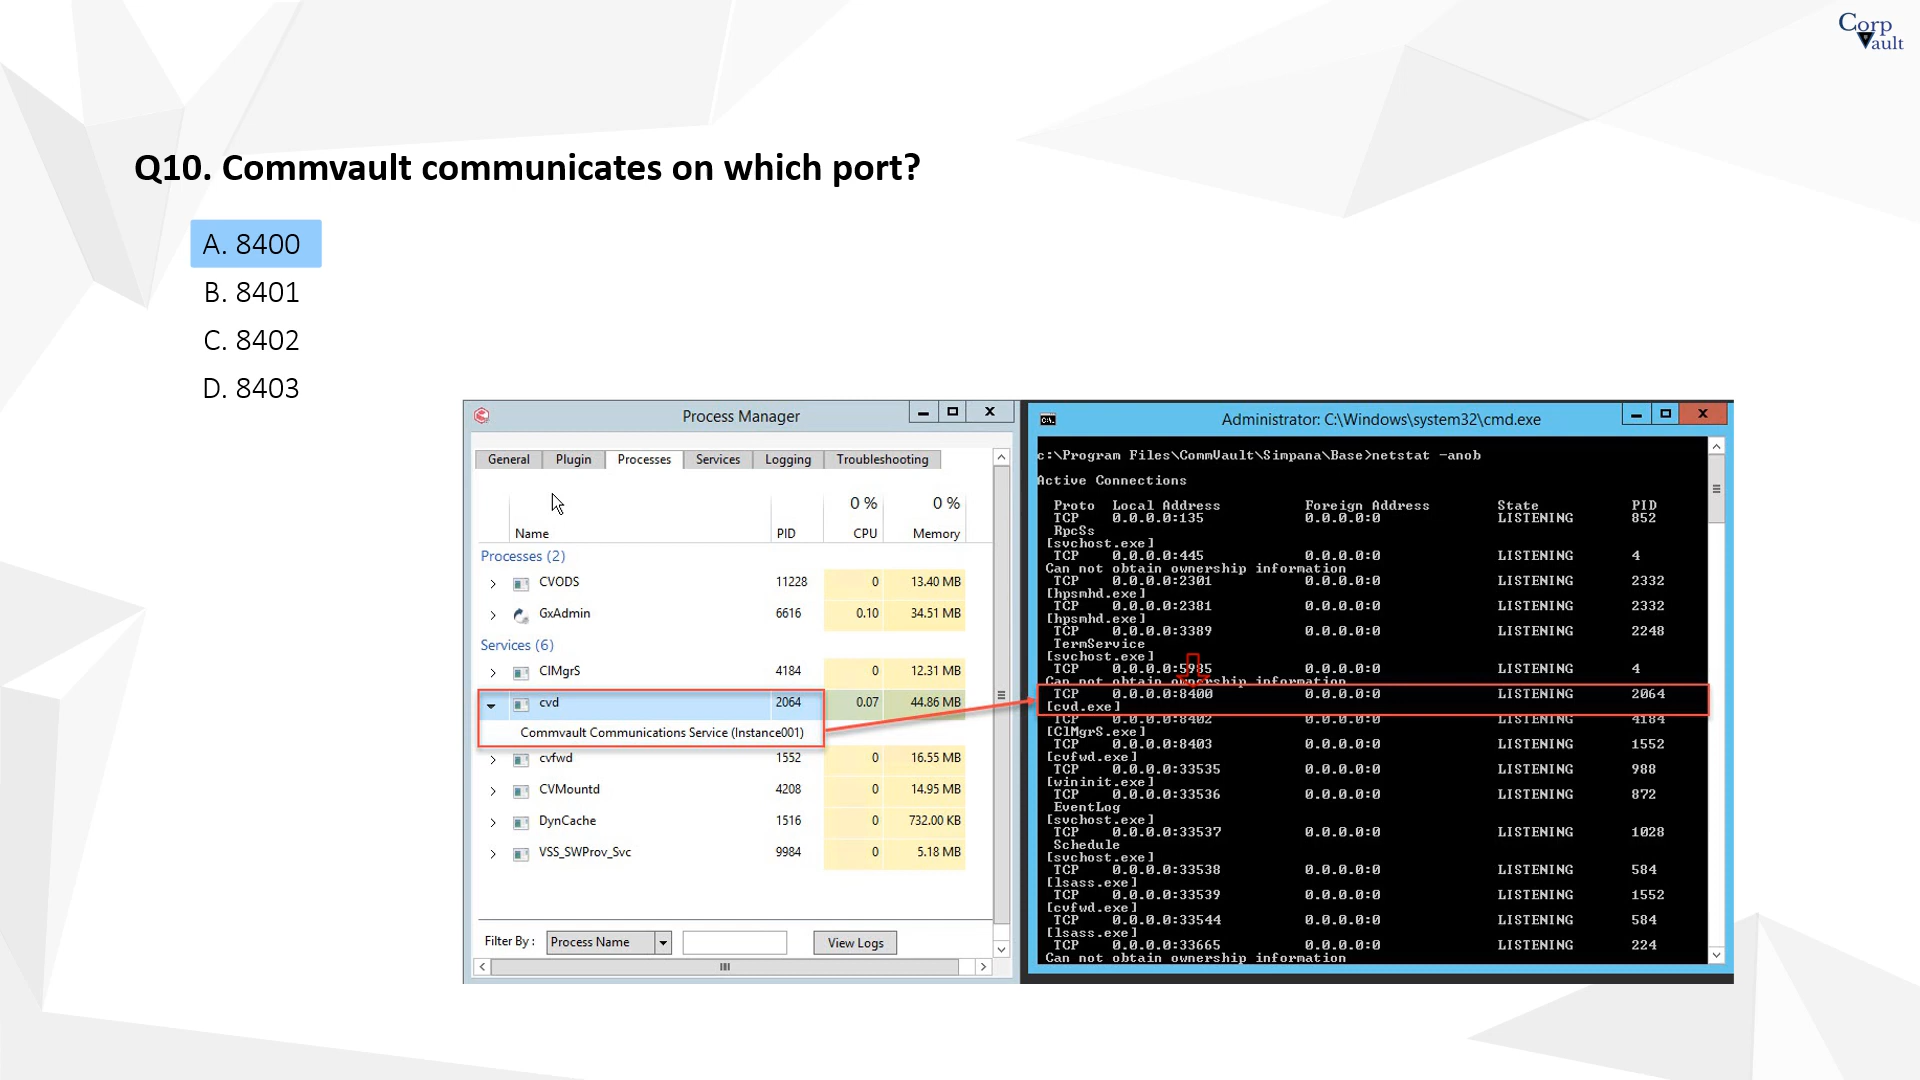 Corp
Vault
Q10. Commvault communicates on which port?
A. 8400
B. 8401
C. 8402
D. 8403
Process Manager
General Plugin Processes Services Logging Troubleshooting
0 % 0 %
Name PID CPU Memory
Processes (2)
CVODS 11228 0 13.40 MB
GxAdmin 6616 0.10 34.51 MB
Services (6)
ClMgrS 4184 0 12.31 MB
cvd 2064 0.07 44.86 MB
Commvault Communications Service (Instance001)
cvfwd 1552 0 16.55 MB
CVMountd 4208 0 14.95 MB
DynCache 1516 0 732.00 KB
VSS_SWProv_Svc 9984 0 5.18 MB
Filter By : Process Name View Logs
Administrator: C:\Windows\system32\cmd.exe
c:\Program Files\CommVault\Simpana\Base>netstat -anob
Active Connections
Proto Local Address Foreign Address State PID
TCP 0.0.0.0:135 0.0.0.0:0 LISTENING 852
RpcSs
[svchost.exe]
TCP 0.0.0.0:445 0.0.0.0:0 LISTENING 4
Can not obtain ownership information
TCP 0.0.0.0:2301 0.0.0.0:0 LISTENING 2332
[hpsmhd.exe]
TCP 0.0.0.0:2381 0.0.0.0:0 LISTENING 2332
[hpsmhd.exe]
TCP 0.0.0.0:3389 0.0.0.0:0 LISTENING 2248
TermService
[svchost.exe]
TCP 0.0.0.0:5985 0.0.0.0:0 LISTENING 4
Can not obtain ownership information
TCP 0.0.0.0:8400 0.0.0.0:0 LISTENING 2064
[cvd.exe]
TCP 0.0.0.0:8402 0.0.0.0:0 LISTENING 4184
[ClMgrS.exe]
TCP 0.0.0.0:8403 0.0.0.0:0 LISTENING 1552
[cvfwd.exe]
TCP 0.0.0.0:33535 0.0.0.0:0 LISTENING 988
[wininit.exe]
TCP 0.0.0.0:33536 0.0.0.0:0 LISTENING 872
EventLog
[svchost.exe]
TCP 0.0.0.0:33537 0.0.0.0:0 LISTENING 1028
Schedule
[svchost.exe]
TCP 0.0.0.0:33538 0.0.0.0:0 LISTENING 584
[lsass.exe]
TCP 0.0.0.0:33539 0.0.0.0:0 LISTENING 1552
[cvfwd.exe]
TCP 0.0.0.0:33544 0.0.0.0:0 LISTENING 584
[lsass.exe]
TCP 0.0.0.0:33665 0.0.0.0:0 LISTENING 224
Can not obtain ownership information